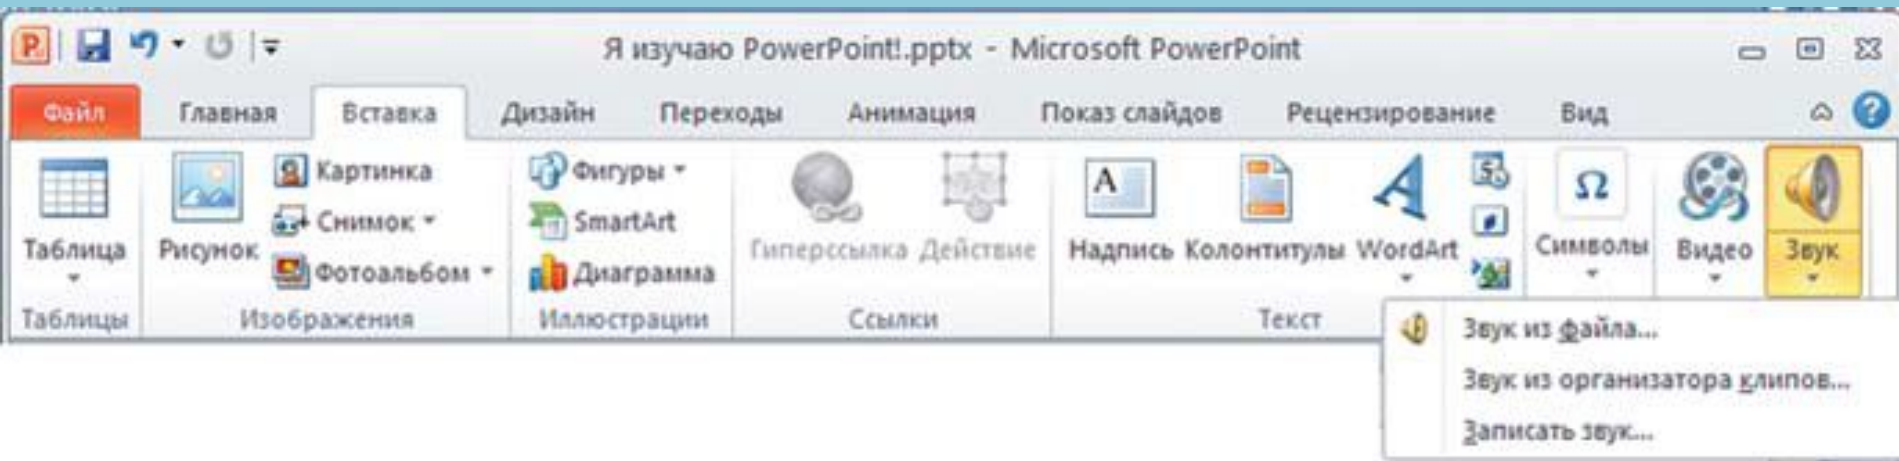 Я изучаю PowerPoint!.pptx - Microsoft PowerPoint
Файл Главная Вставка Дизайн Переходы Анимация Показ слайдов Рецензирование Вид
Картинка Фигуры
Снимок SmartArt
Таблица Рисунок Гиперссылка Действие Надпись Колонтитулы WordArt Символы Видео Звук
Фотоальбом Диаграмма
Таблицы Изображения Иллюстрации Ссылки Текст
Звук из файла...
Звук из организатора клипов...
Записать звук...